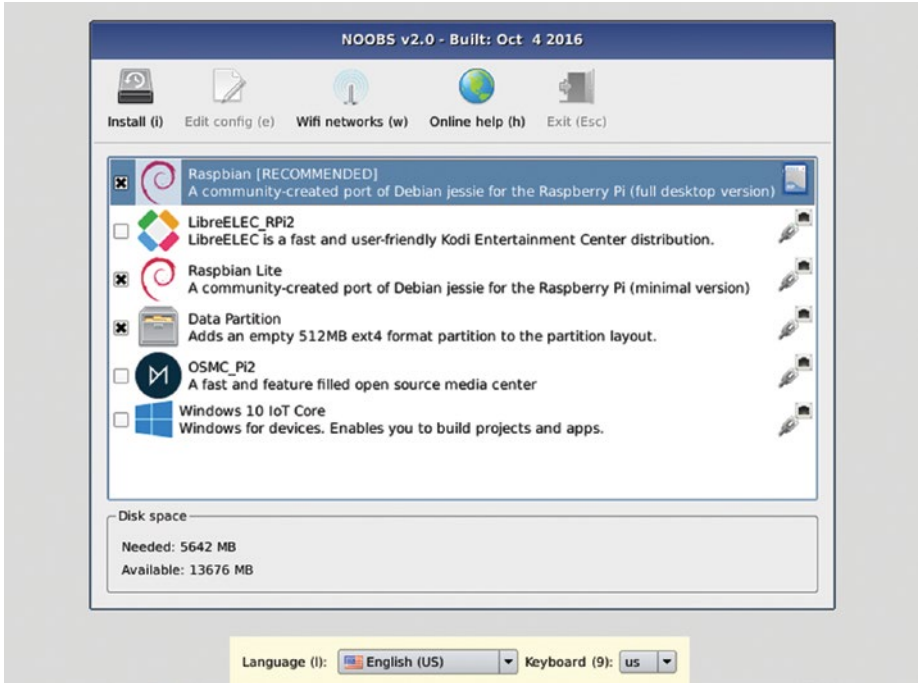 NOOBS v2.0 - Built: Oct 4 2016
Install (i) Edit config (e) Wifi networks (w) Online help (h) Exit (Esc)
Raspbian [RECOMMENDED]
A community-created port of Debian jessie for the Raspberry Pi (full desktop version)
LibreELEC_RPi2
LibreELEC is a fast and user-friendly Kodi Entertainment Center distribution.
Raspbian Lite
A community-created port of Debian jessie for the Raspberry Pi (minimal version)
Data Partition
Adds an empty 512MB ext4 format partition to the partition layout.
OSMC_Pi2
A fast and feature filled open source media center
Windows 10 IoT Core
Windows for devices. Enables you to build projects and apps.
Disk space
Needed: 5642 MB
Available: 13676 MB
Language (l): English (US) Keyboard (9): us